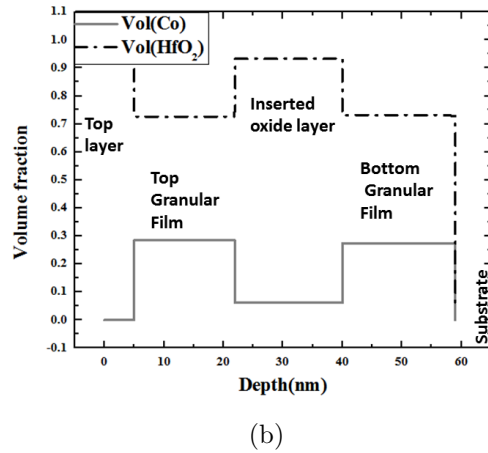 1.1
Vol(Co)
1.0
Vol(HfO₂)
0.9
Top
layer
Inserted
oxide layer
0.8
0.7
0.6
Top
Granular
Film
Bottom
Granular
Film
0.5
0.4
0.3
0.2
0.1
0.0
-0.1
Volume fraction
Substrate
0 10 20 30 40 50 60
Depth(nm)
(b)